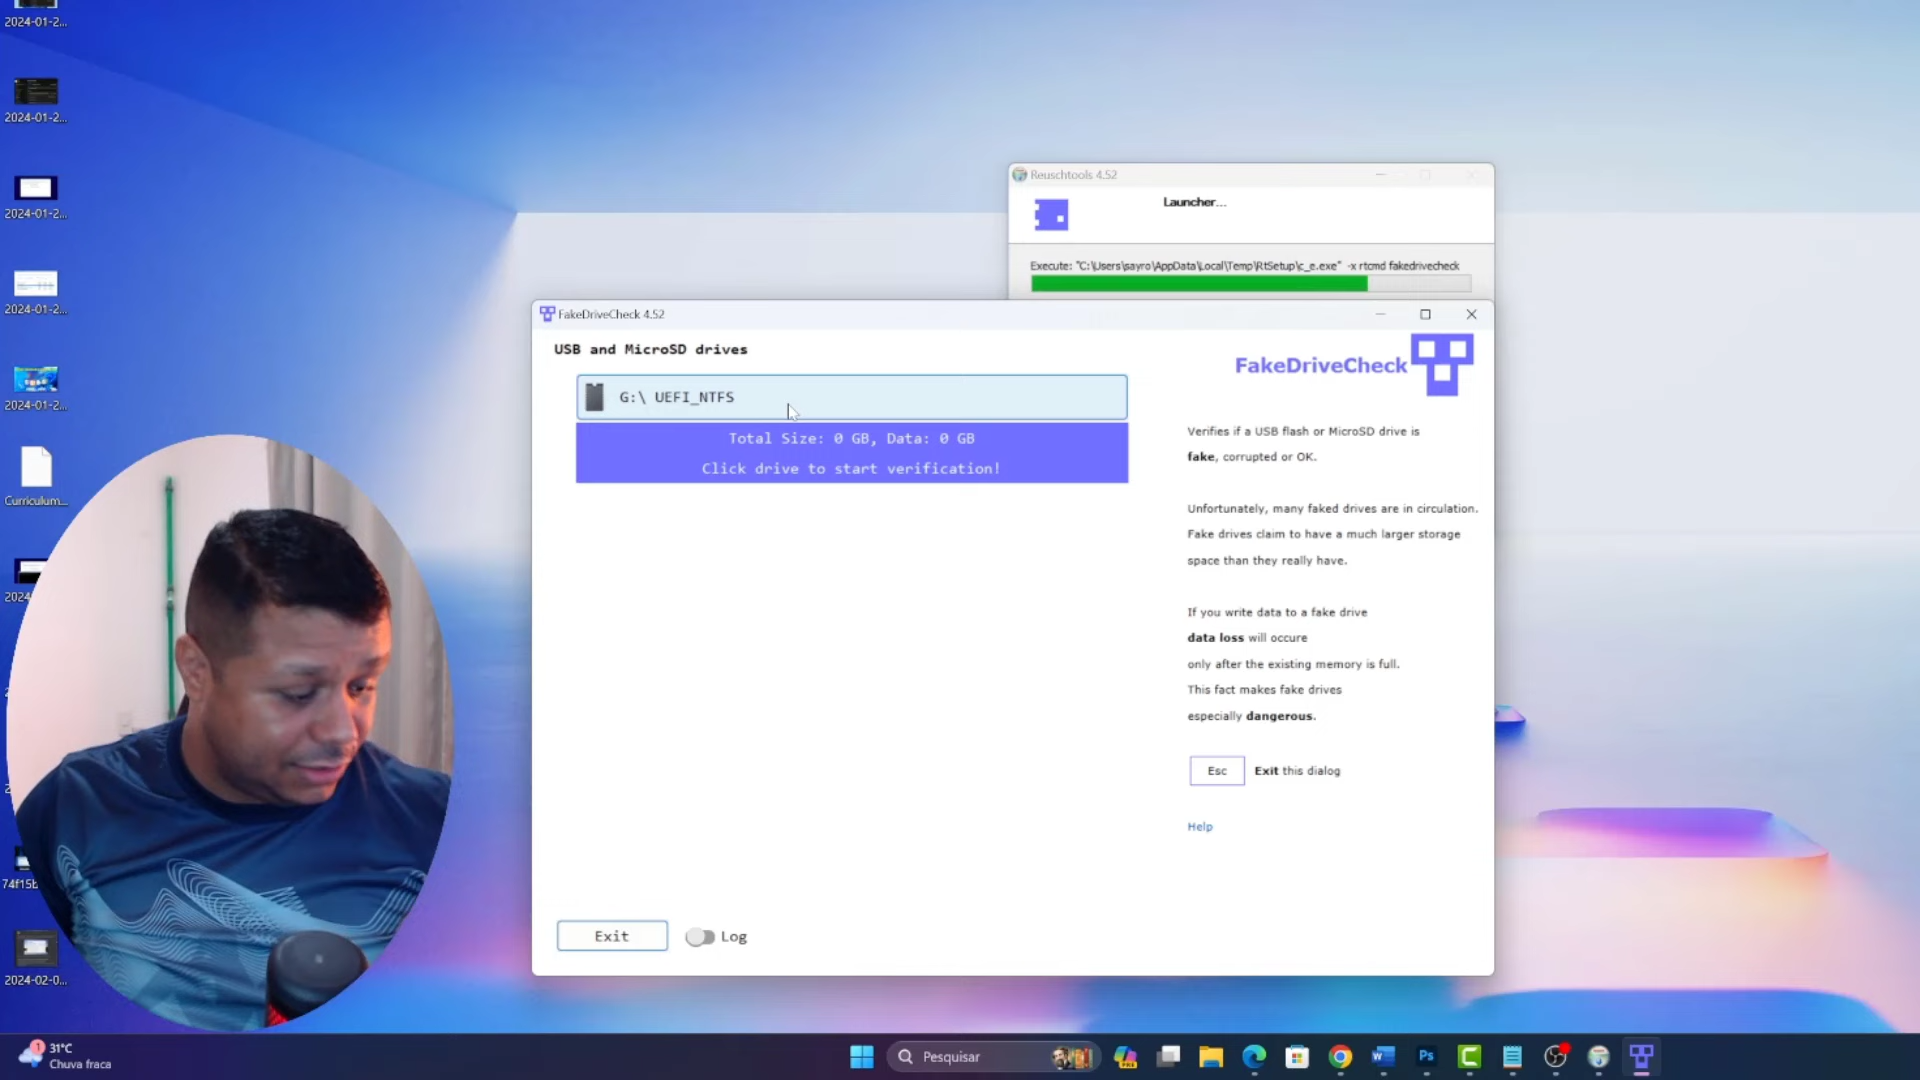 2024-01-2...
2024-01-2...
2024-01-2...
2024-01-2...
2024-01-2...
Curriculum...
2024
74f15b
2024-02-0...
Reuschtools 4.52
Launcher...
Execute: "C:\Users\sayro\AppData\Local\Temp\RtSetup\c_e.exe" -x rtcmd fakedrivecheck
FakeDriveCheck 4.52
USB and MicroSD drives
G:\ UEFI_NTFS
Total Size: 0 GB, Data: 0 GB
Click drive to start verification!
FakeDriveCheck
Verifies if a USB flash or MicroSD drive is
fake, corrupted or OK.
Unfortunately, many faked drives are in circulation.
Fake drives claim to have a much larger storage
space than they really have.
If you write data to a fake drive
data loss will occure
only after the existing memory is full.
This fact makes fake drives
especially dangerous.
Esc Exit this dialog
Help
Exit Log
1 31°C
Chuva fraca
Pesquisar
PRE
W
Ps
C